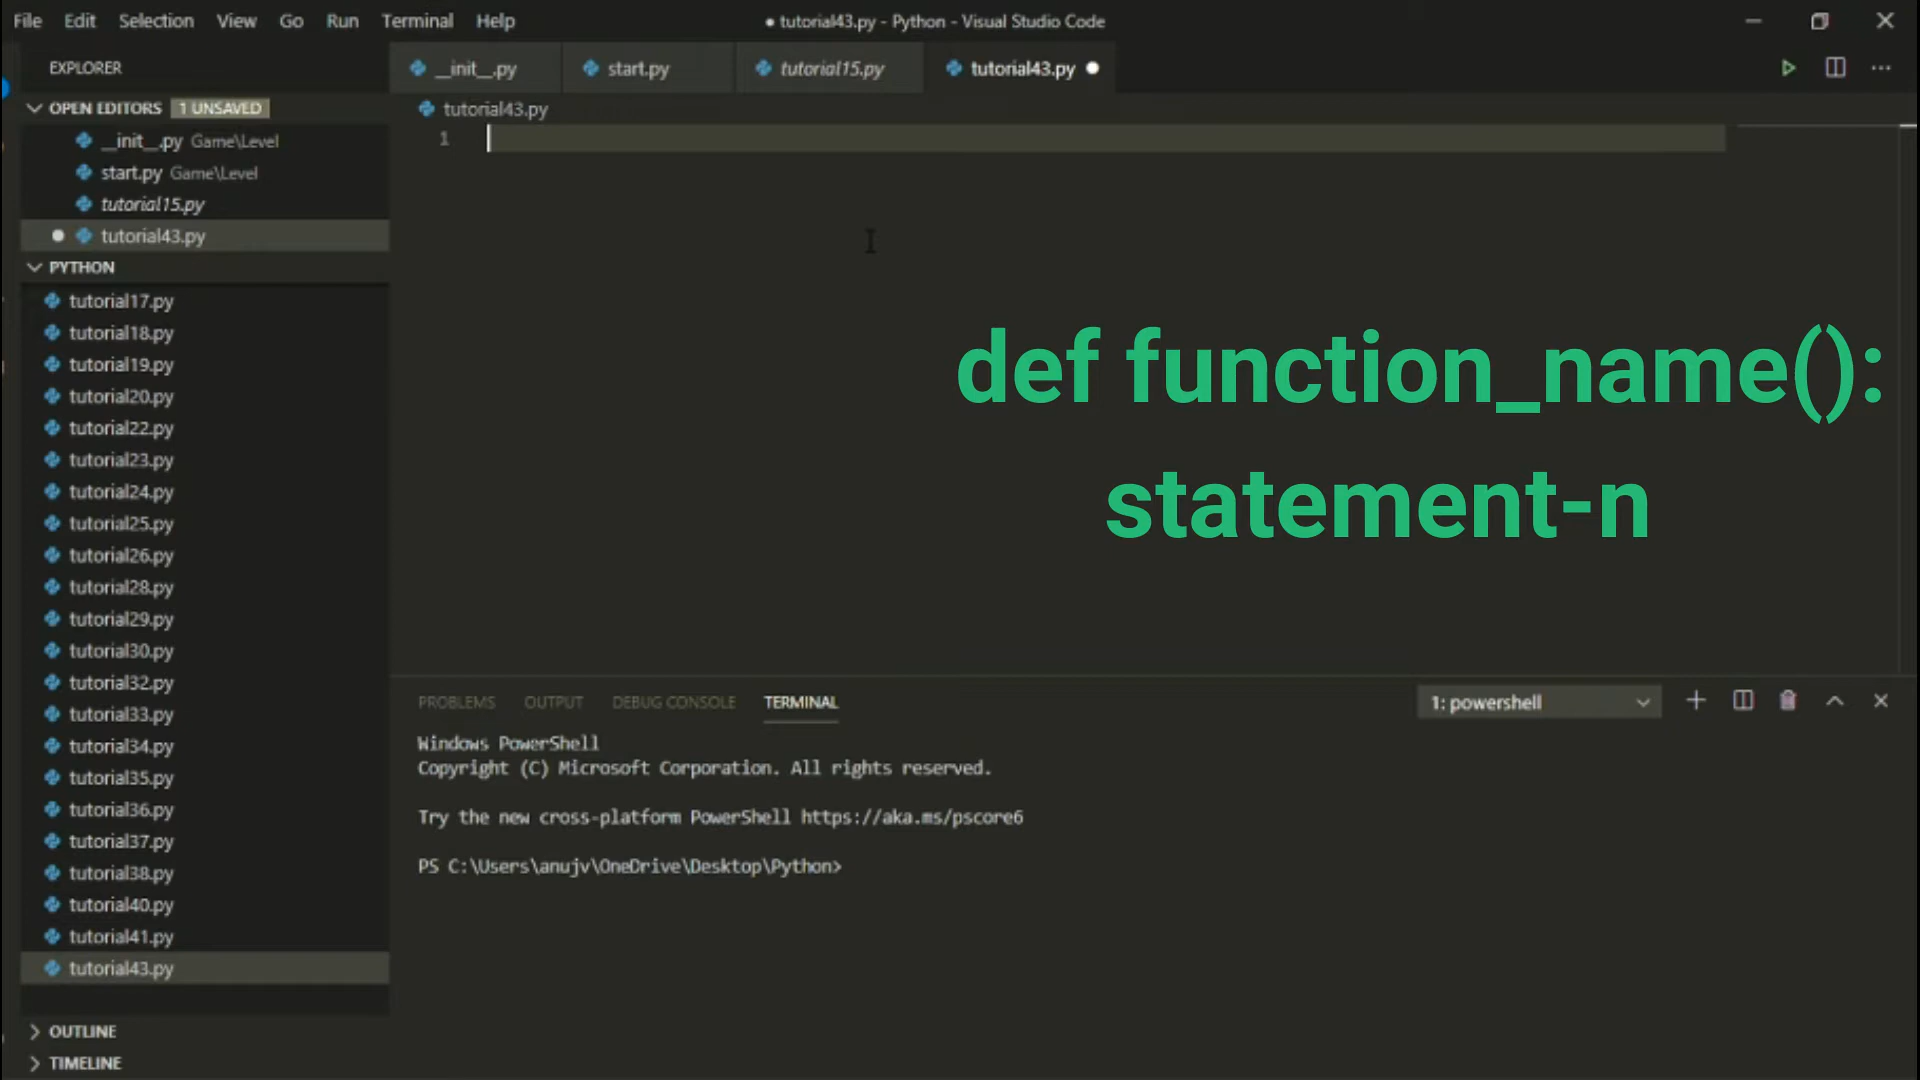 File Edit Selection View Go Run Terminal Help
● tutorial43.py - Python - Visual Studio Code
EXPLORER
__init__.py
start.py
tutorial15.py
tutorial43.py
OPEN EDITORS
1 UNSAVED
__init__.py Game\Level
start.py Game\Level
tutorial15.py
tutorial43.py
PYTHON
tutorial17.py
tutorial18.py
tutorial19.py
tutorial20.py
tutorial22.py
tutorial23.py
tutorial24.py
tutorial25.py
tutorial26.py
tutorial28.py
tutorial29.py
tutorial30.py
tutorial32.py
tutorial33.py
tutorial34.py
tutorial35.py
tutorial36.py
tutorial37.py
tutorial38.py
tutorial40.py
tutorial41.py
tutorial43.py
OUTLINE
TIMELINE
tutorial43.py
1
def function_name():
statement-n
PROBLEMS OUTPUT DEBUG CONSOLE TERMINAL
1: powershell
Windows PowerShell
Copyright (C) Microsoft Corporation. All rights reserved.
Try the new cross-platform PowerShell https://aka.ms/pscore6
PS C:\Users\anujv\OneDrive\Desktop\Python>